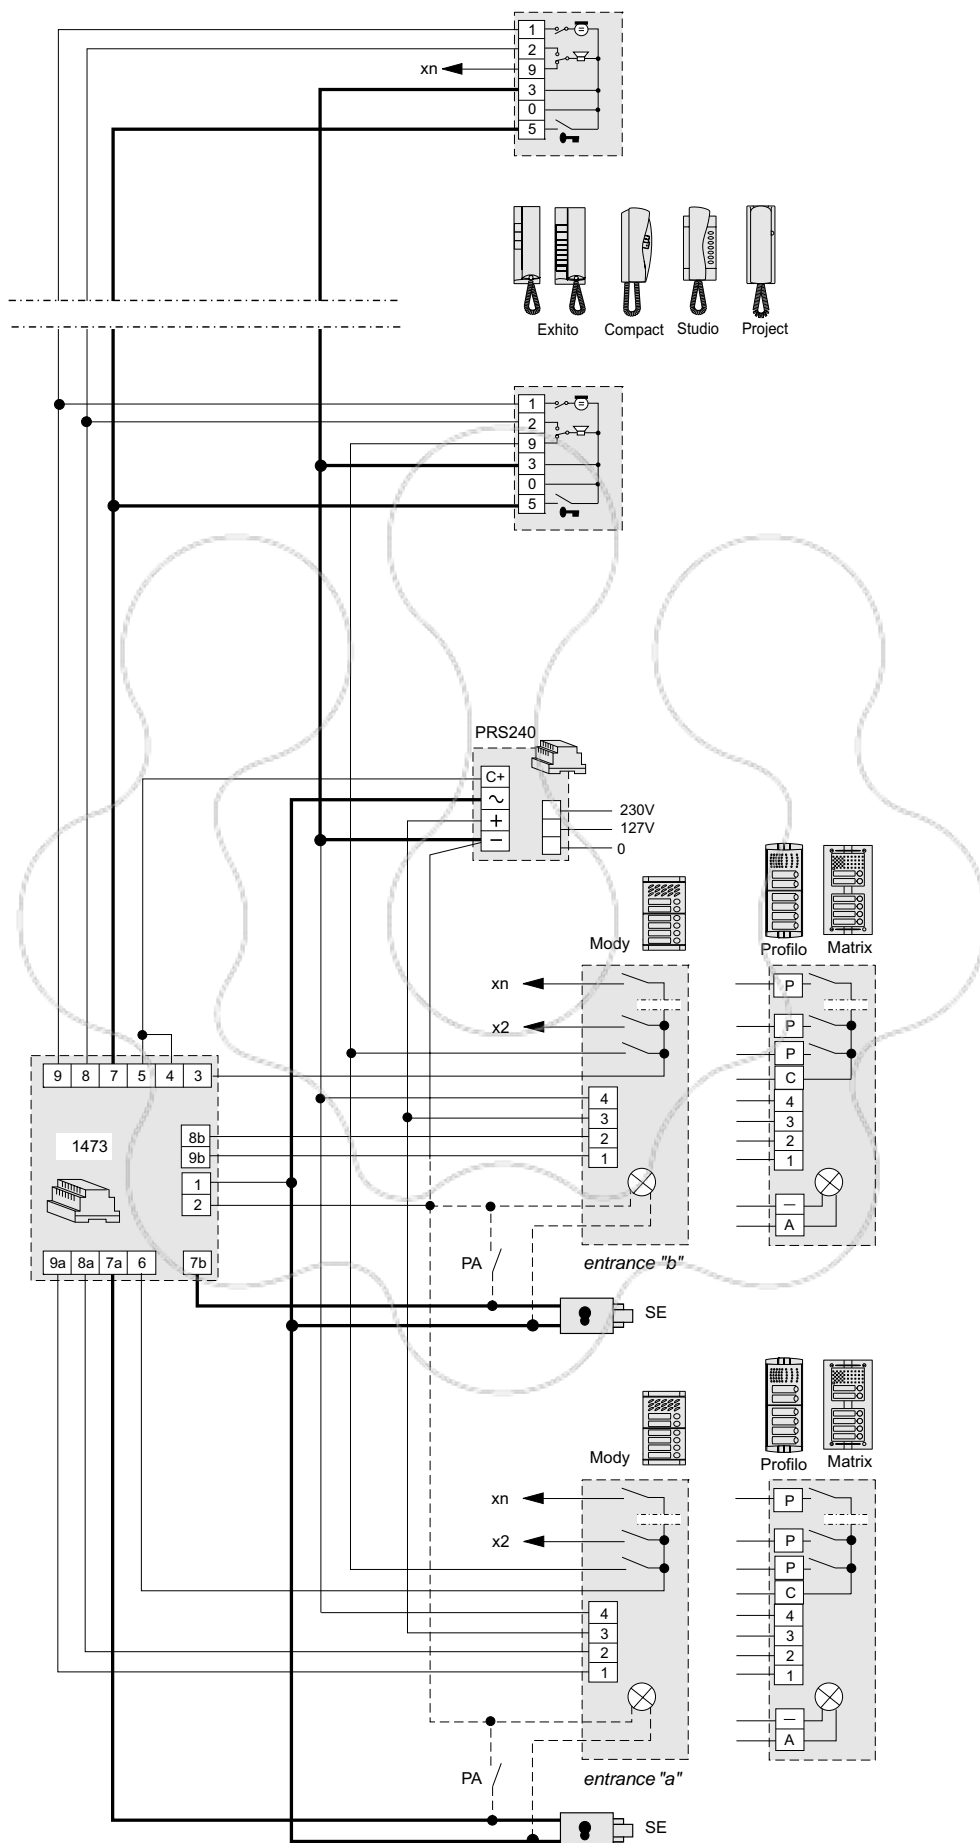 1
2
xn 9
3
0
5
Exhito Compact Studio Project
1
2
9
3
0
5
PRS240
C+
~
+
−
230V
127V
0
Mody
Profilo Matrix
xn
x2
4
3
2
1
P
P
P
C
4
3
2
1
—
A
9 8 7 5 4 3
1473
8b
9b
1
2
9a 8a 7a 6 7b
PA
entrance "b"
SE
Mody
Profilo Matrix
xn
x2
4
3
2
1
P
P
P
C
4
3
2
1
—
A
PA
entrance "a"
SE